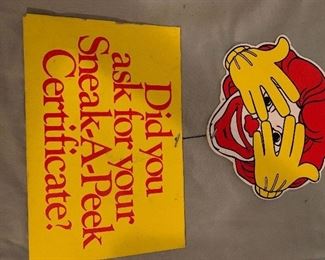 Did you
ask for your
Sneak-A-Peek
Certificate?